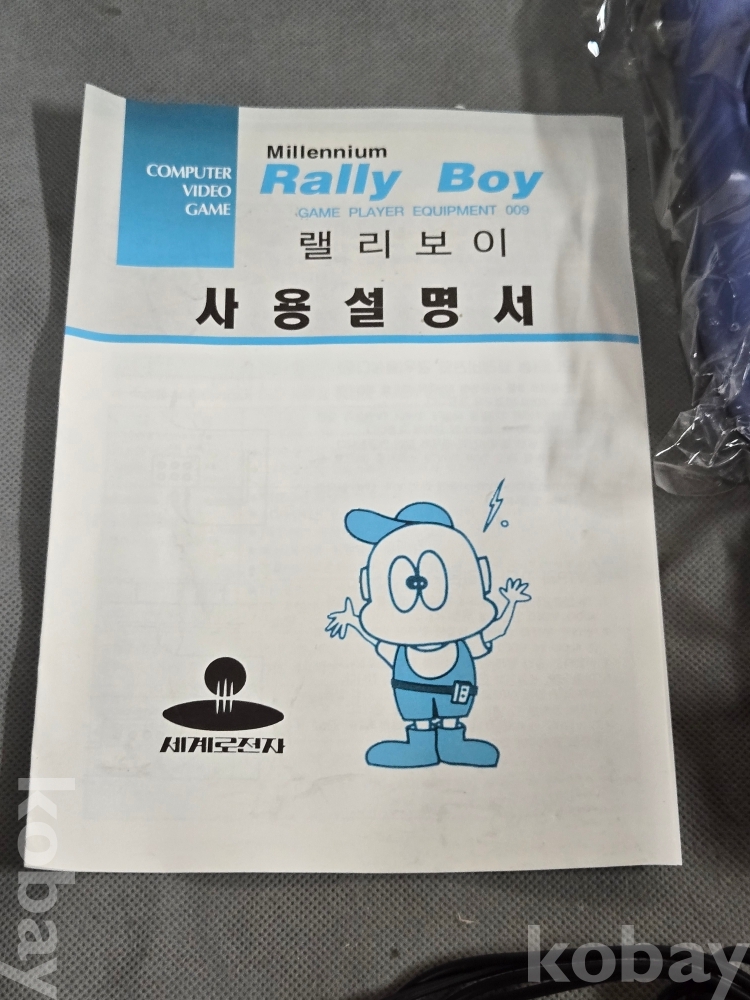 COMPUTER
VIDEO
GAME
Millennium
Rally Boy
GAME PLAYER EQUIPMENT 009
랠리보이
사용설명서
세계로전자
kobay
kobay